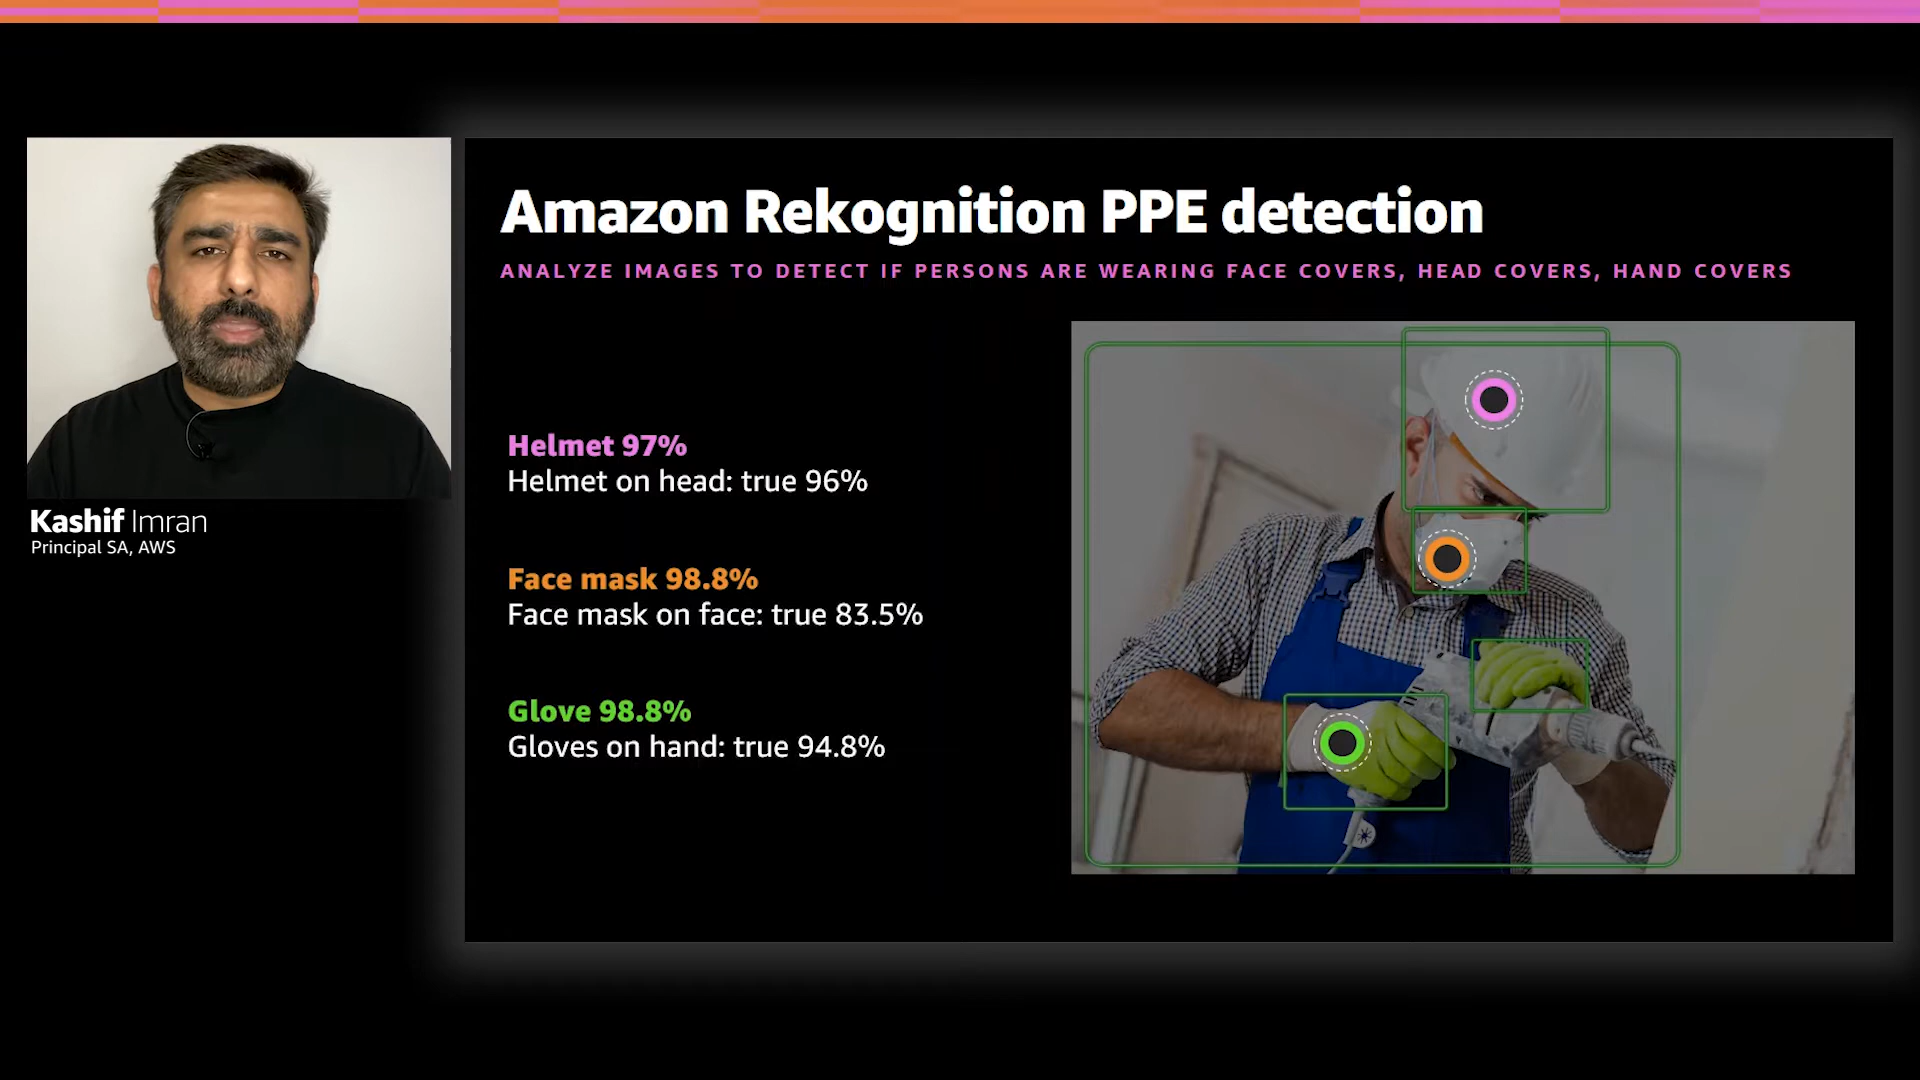 Amazon Rekognition PPE detection
ANALYZE IMAGES TO DETECT IF PERSONS ARE WEARING FACE COVERS, HEAD COVERS, HAND COVERS
Helmet 97%
Helmet on head: true 96%
Face mask 98.8%
Face mask on face: true 83.5%
Glove 98.8%
Gloves on hand: true 94.8%
Kashif Imran
Principal SA, AWS